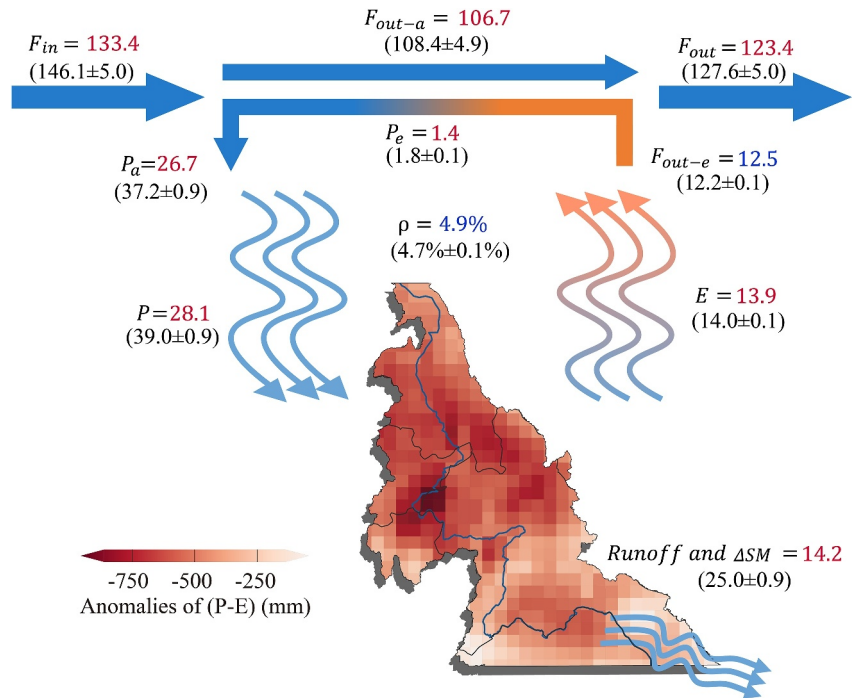 F_in = 133.4
(146.1±5.0)
F_out-a = 106.7
(108.4±4.9)
F_out = 123.4
(127.6±5.0)
P_a=26.7
(37.2±0.9)
P_e = 1.4
(1.8±0.1)
F_out-e = 12.5
(12.2±0.1)
ρ = 4.9%
(4.7%±0.1%)
P=28.1
(39.0±0.9)
E = 13.9
(14.0±0.1)
Runoff and ΔSM = 14.2
(25.0±0.9)
-750 -500 -250
Anomalies of (P-E) (mm)